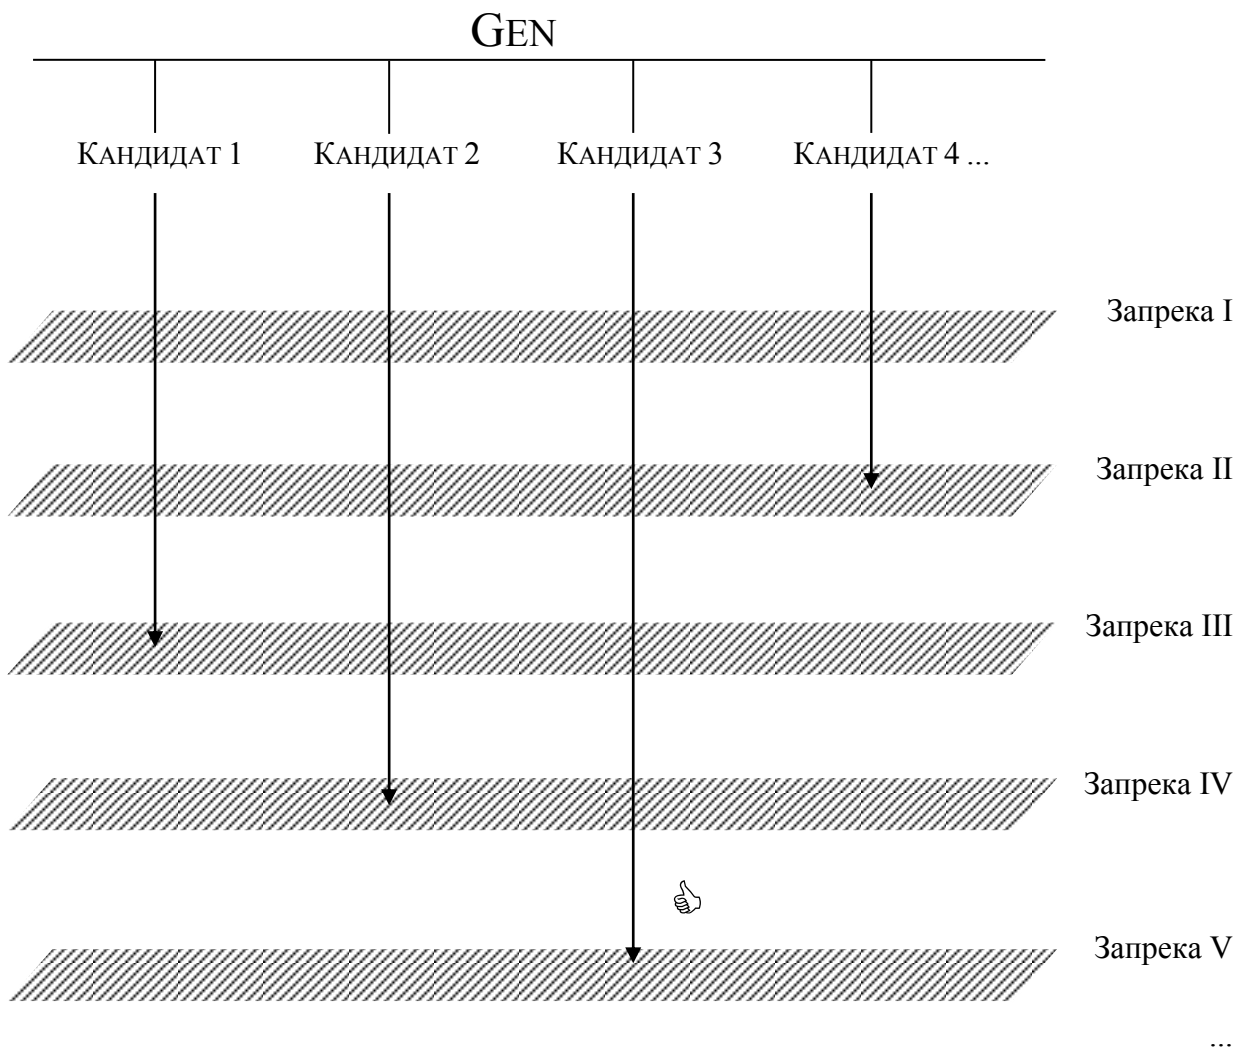 GEN
КАНДИДАТ 1 КАНДИДАТ 2 КАНДИДАТ 3 КАНДИДАТ 4 ...
Запрека I
Запрека II
Запрека III
Запрека IV
Запрека V
...